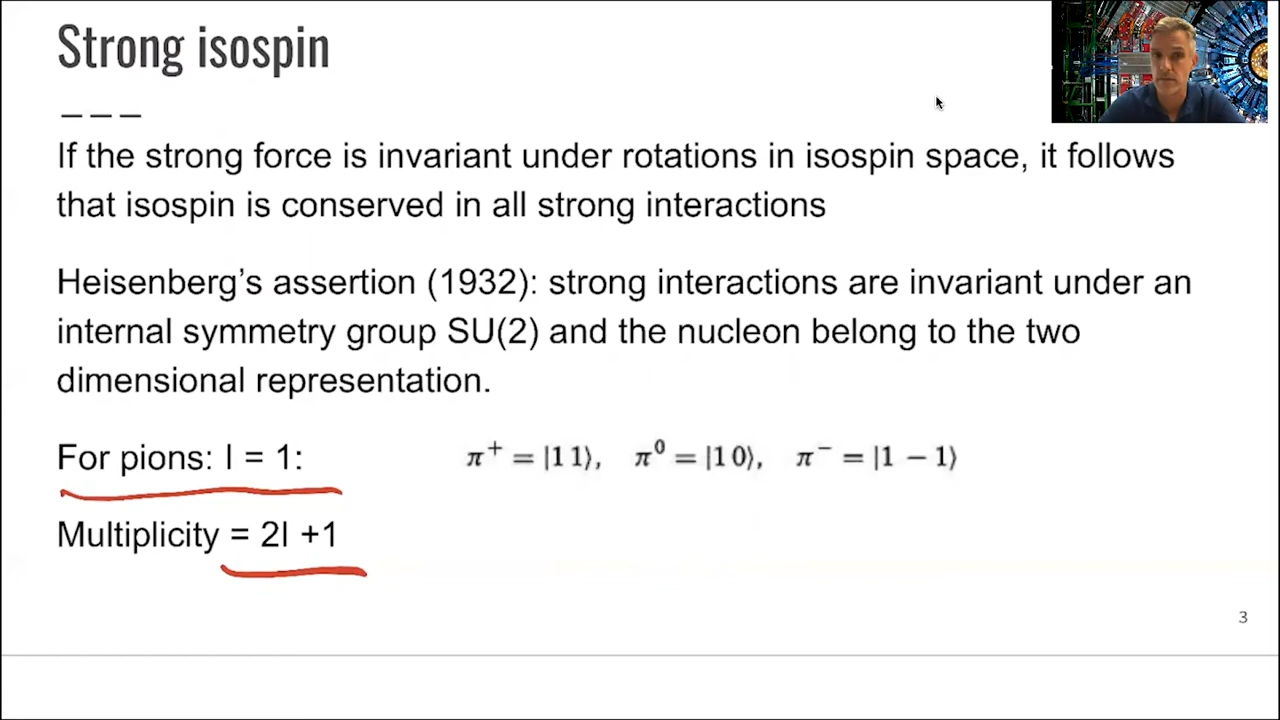 Strong isospin
If the strong force is invariant under rotations in isospin space, it follows
that isospin is conserved in all strong interactions
Heisenberg’s assertion (1932): strong interactions are invariant under an
internal symmetry group SU(2) and the nucleon belong to the two
dimensional representation.
For pions: I = 1: π⁺ = |1 1⟩, π⁰ = |1 0⟩, π⁻ = |1 − 1⟩
Multiplicity = 2I +1
3